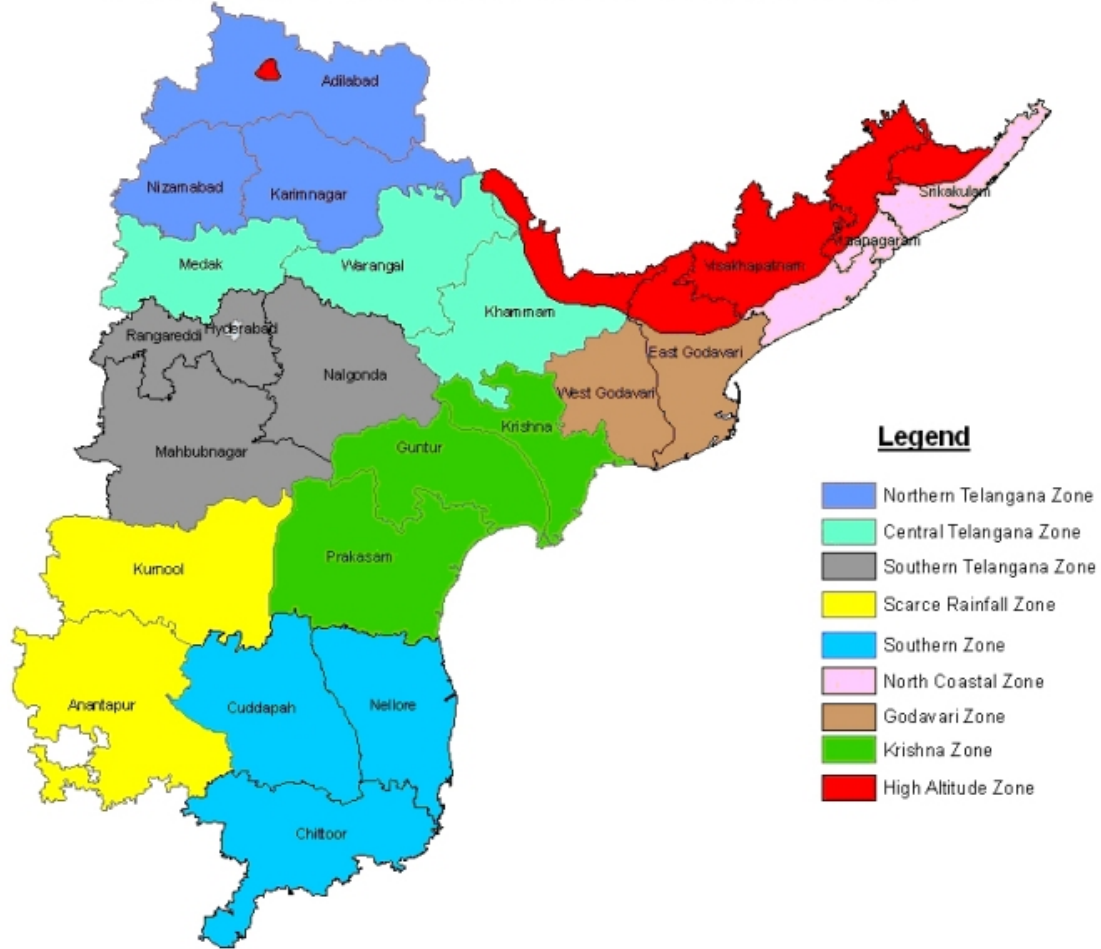 Adilabad
Nizamabad
Karimnagar
Srikakulam
Medak
Warangal
Visakhapatnam
Khammam
Rangareddi
Hyderabad
East Godavari
Nalgonda
West Godavari
Krishna
Guntur
Mahbubnagar
Prakasam
Kurnool
Anantapur
Cuddapah
Nellore
Chittoor
Legend
Northern Telangana Zone
Central Telangana Zone
Southern Telangana Zone
Scarce Rainfall Zone
Southern Zone
North Coastal Zone
Godavari Zone
Krishna Zone
High Altitude Zone